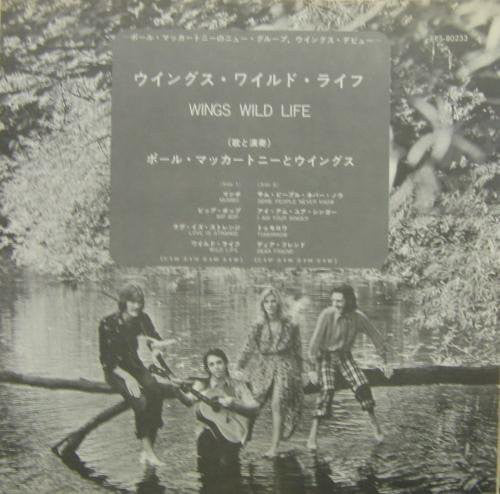 ポール・マッカートニーのニュー・グループ、ウイングス・デビュー
EPS-80233
ウイングス・ワイルド・ライフ
WINGS WILD LIFE
(歌と演奏)
ポール・マッカートニーとウイングス
(Side 1)
マンボ
MUMBO
ビップ・ボップ
BIP BOP
ラヴ・イズ・ストレンジ
LOVE IS STRANGE
ワイルド・ライフ
WILD LIFE
(Side 2)
サム・ピープル・ネバー・ノウ
SOME PEOPLE NEVER KNOW
アイ・アム・ユア・シンガー
I AM YOUR SINGER
トゥモロウ
TOMORROW
ディア・フレンド
DEAR FRIEND